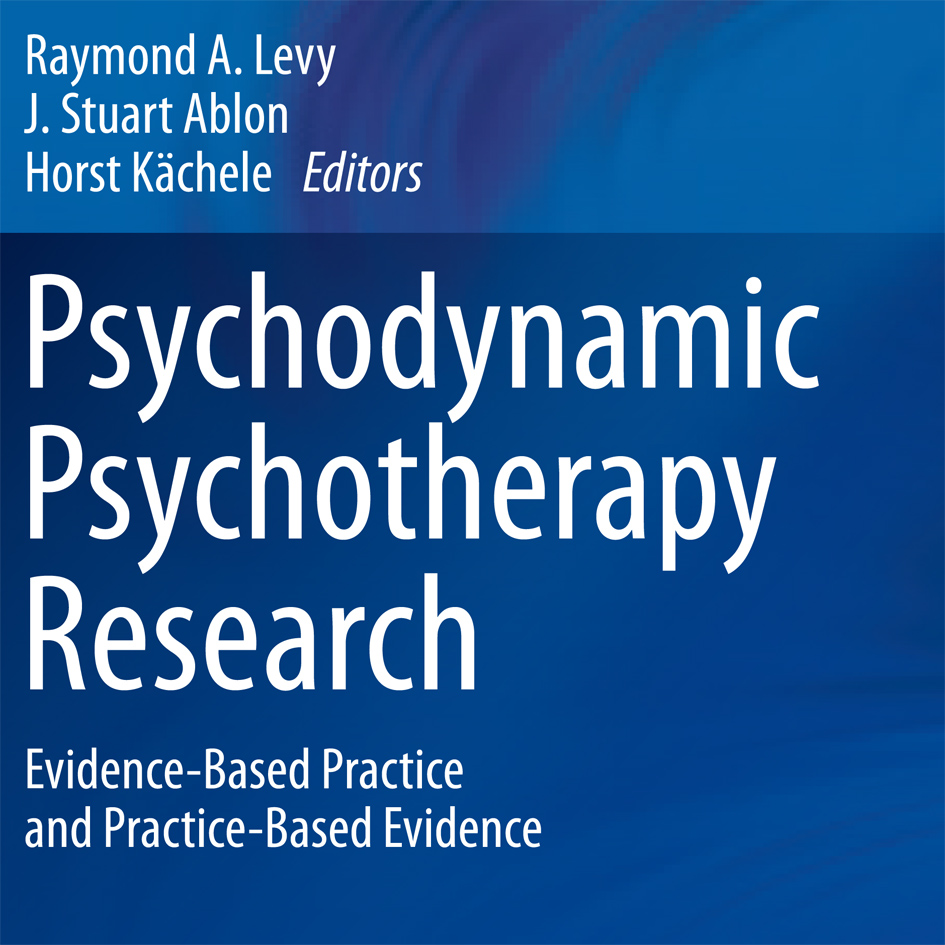 Raymond A. Levy
J. Stuart Ablon
Horst Kächele Editors
Psychodynamic
Psychotherapy
Research
Evidence-Based Practice
and Practice-Based Evidence